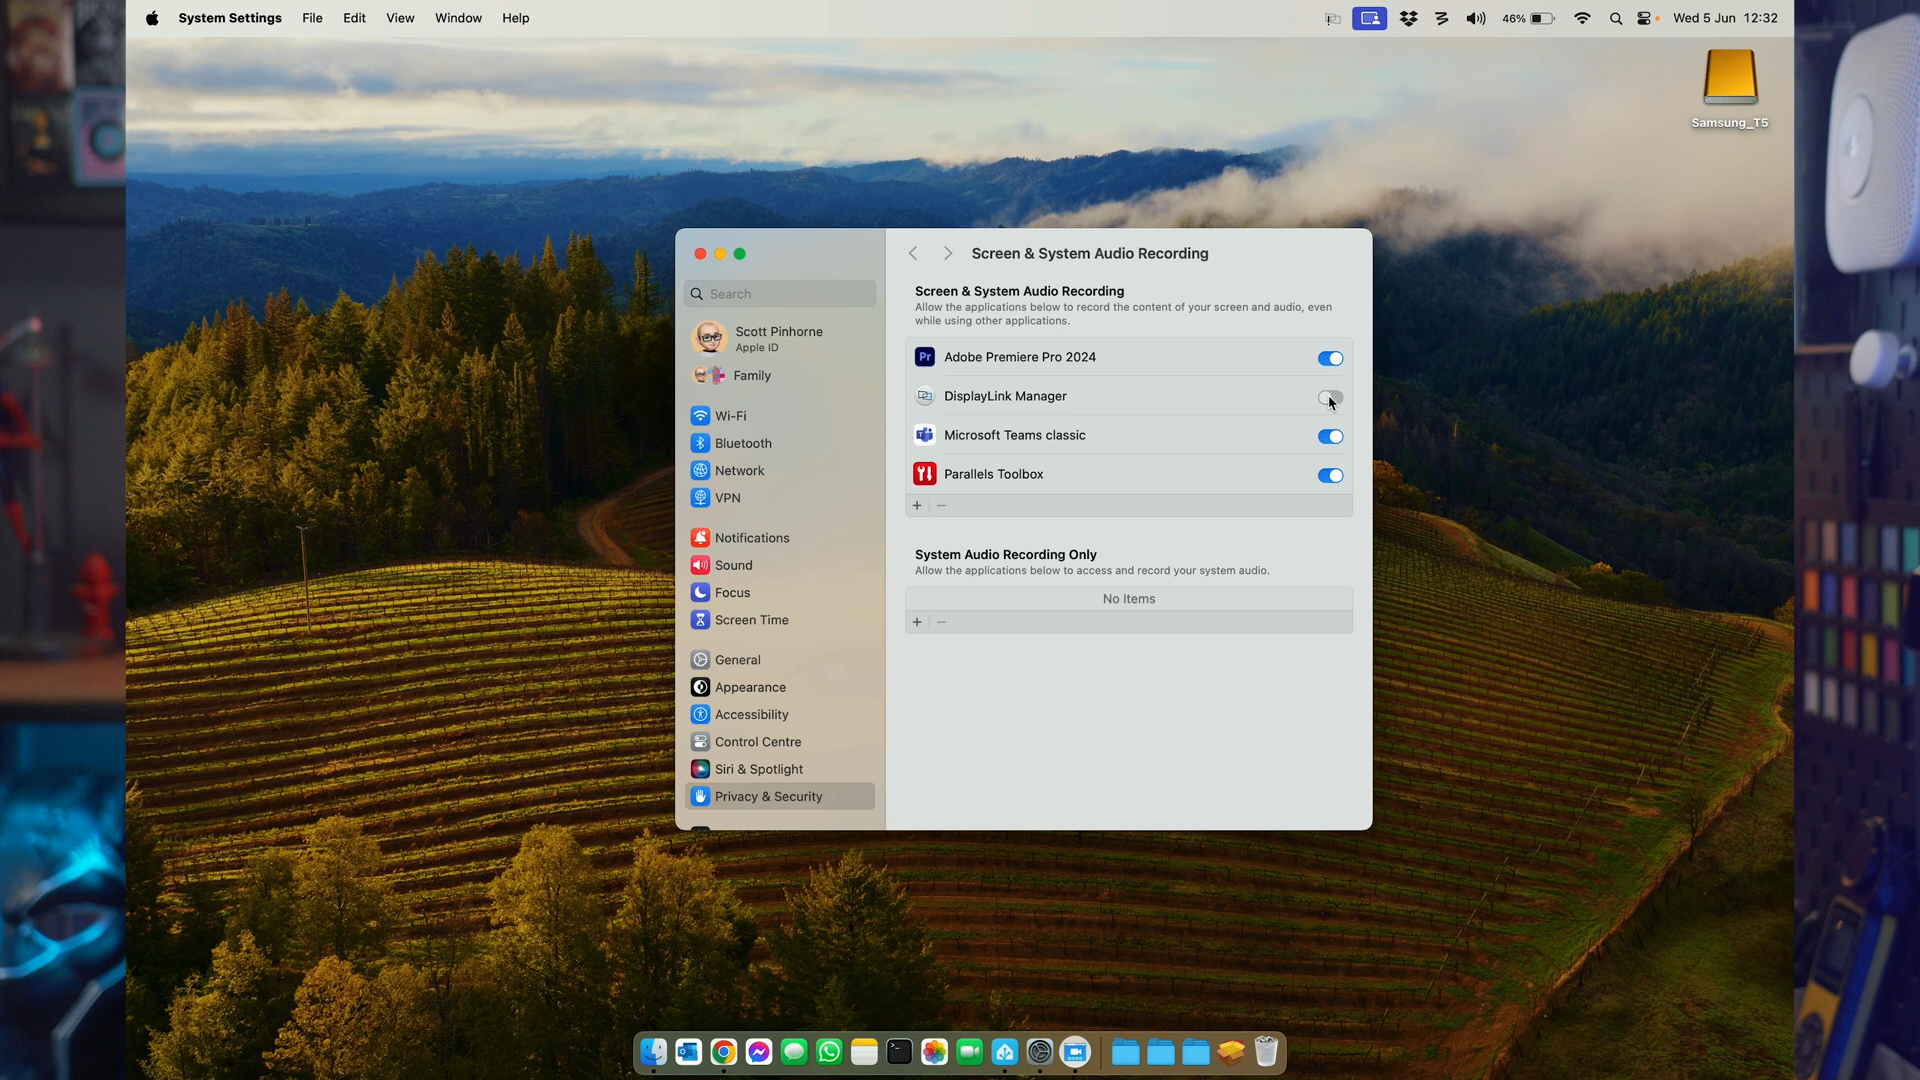 System Settings File Edit View Window Help
46% Wed 5 Jun 12:32
Samsung_T5
Screen & System Audio Recording
Search
Scott Pinhorne
Apple ID
Family
Wi-Fi
Bluetooth
Network
VPN
Notifications
Sound
Focus
Screen Time
General
Appearance
Accessibility
Control Centre
Siri & Spotlight
Privacy & Security
Screen & System Audio Recording
Allow the applications below to record the content of your screen and audio, even
while using other applications.
Pr Adobe Premiere Pro 2024
DisplayLink Manager
Microsoft Teams classic
Parallels Toolbox
+ −
System Audio Recording Only
Allow the applications below to access and record your system audio.
No Items
+ −